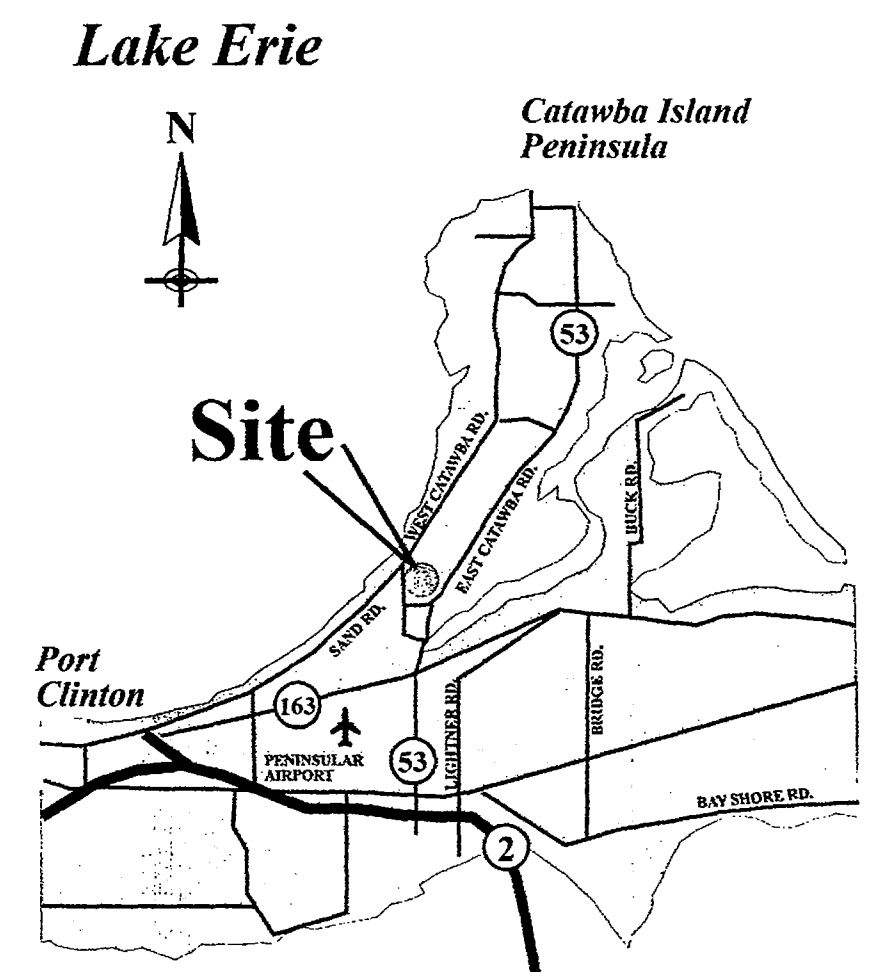 Lake Erie
N
Catawba Island
Peninsula
53
Site
WEST CATAWBA RD.
EAST CATAWBA RD.
BUCK RD.
SAND RD.
Port
Clinton
163
BRIDGE RD.
LIGHTNER RD.
PENINSULAR
AIRPORT
53
BAY SHORE RD.
2